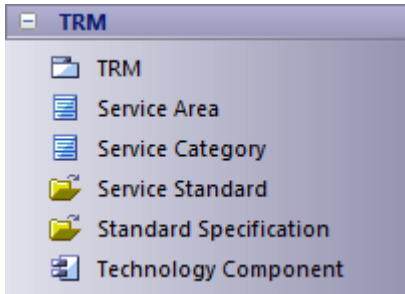 TRM
TRM
Service Area
Service Category
Service Standard
Standard Specification
Technology Component